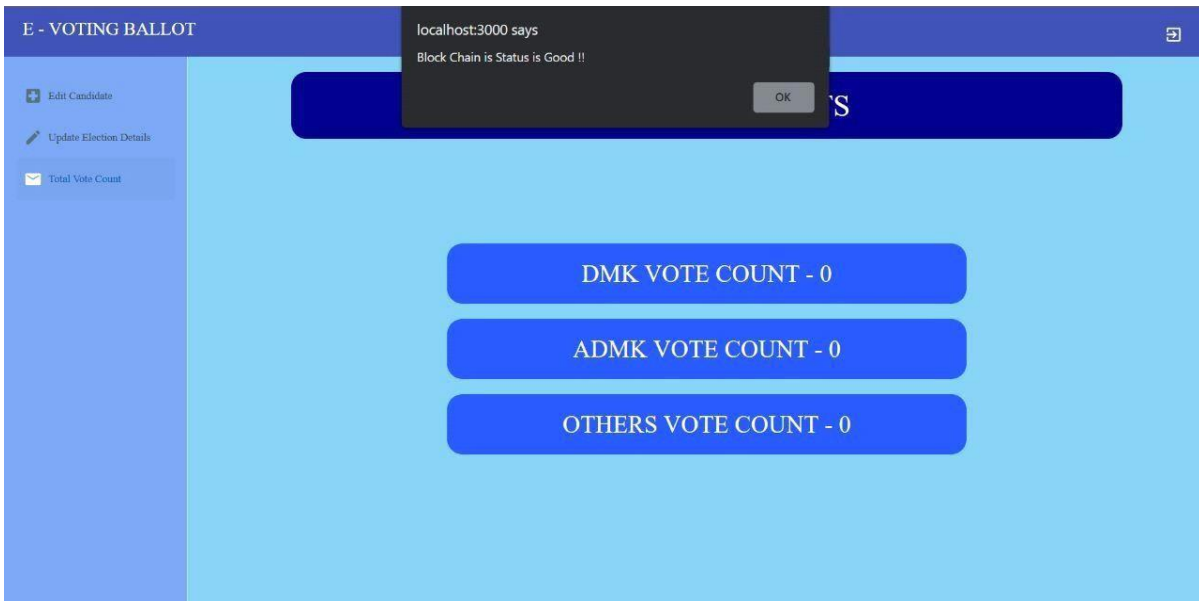 E - VOTING BALLOT
localhost:3000 says
Block Chain is Status is Good !!
OK
Edit Candidate
Update Election Details
Total Vote Count
DMK VOTE COUNT - 0
ADMK VOTE COUNT - 0
OTHERS VOTE COUNT - 0